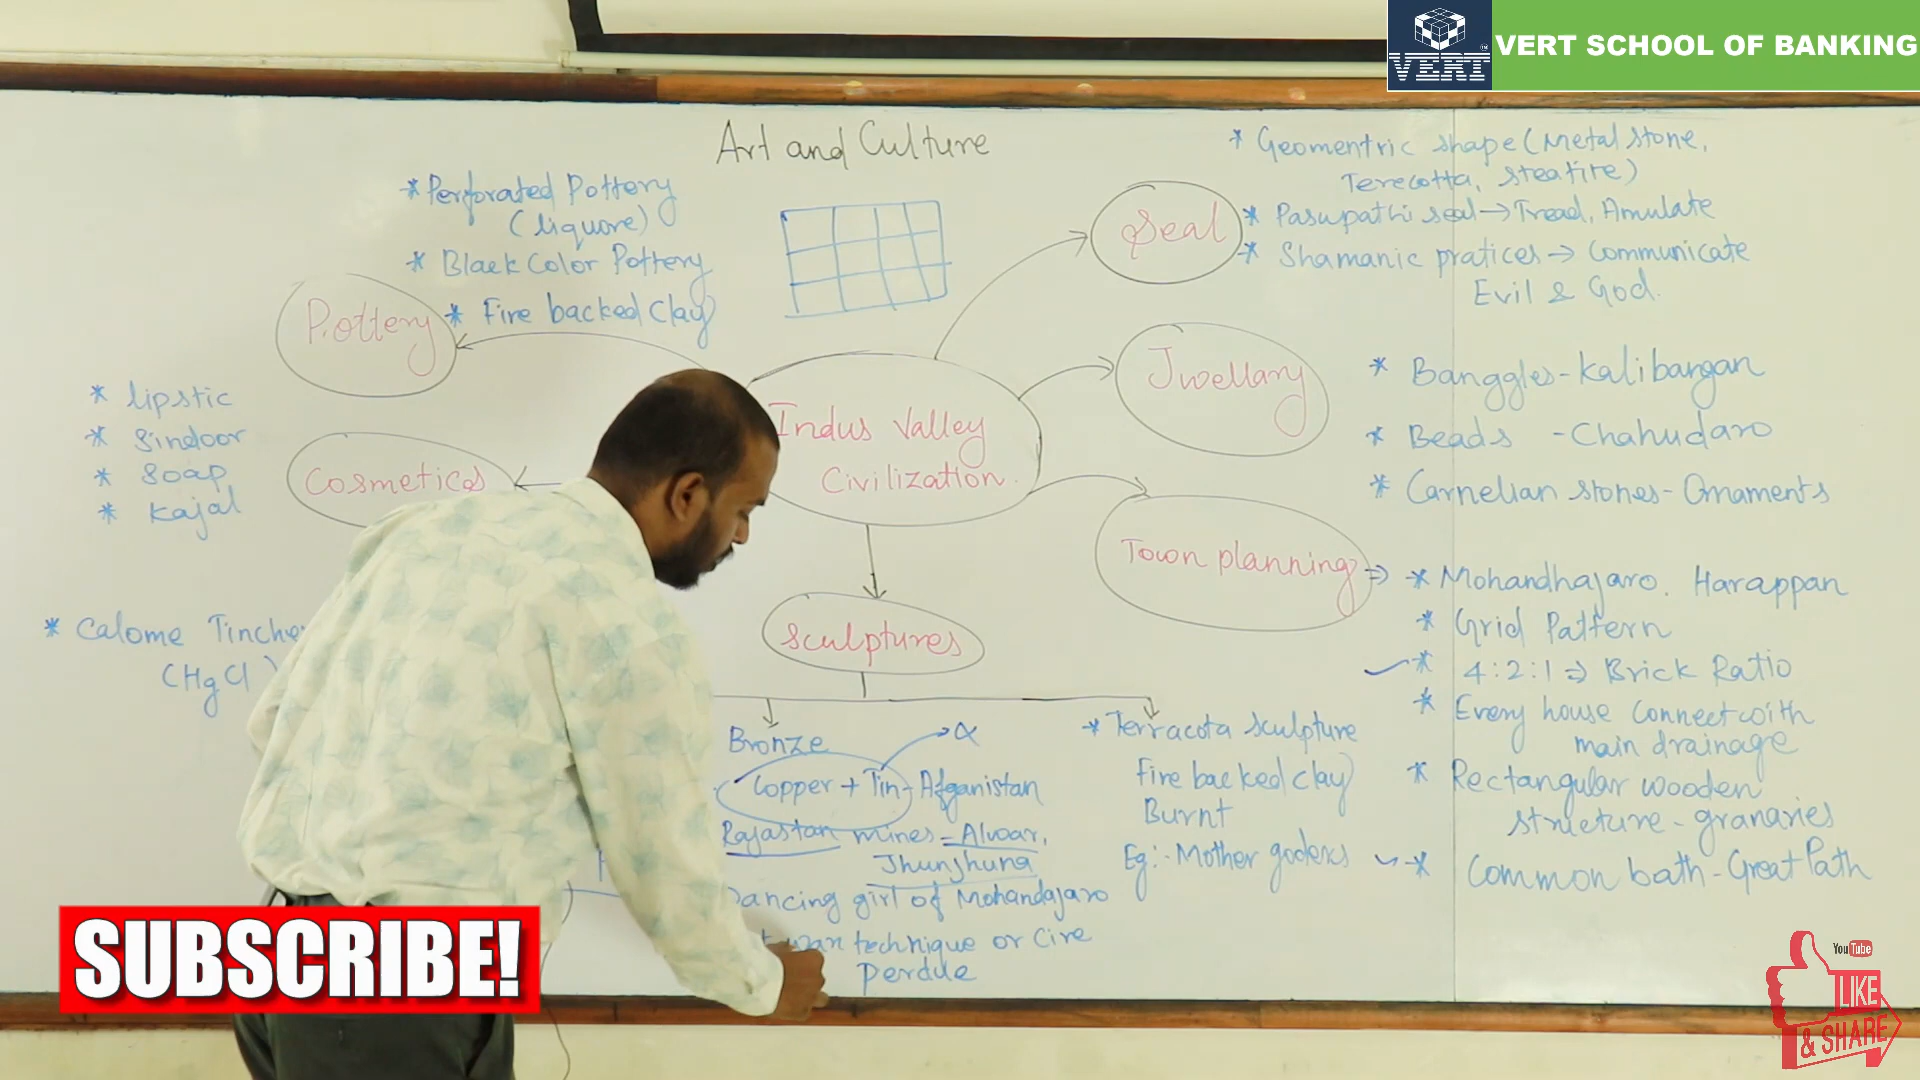 VERT
VERT SCHOOL OF BANKING
Art and Culture
* Perforated Pottery
(liquore)
* Black Color Pottery
* Fire backed Clay
Pottery
* Geomentric shape (Metal stone,
Terecotta, steatite)
* Pasupathi seal → Tread, Amulate
* Shamanic pratices → Communicate
Evil & God.
Seal
Jwellary
* Banggles - Kalibangan
* Beads - Chahudaro
* Carnelian stones - Ornaments
* lipstic
* Sindoor
* Soap
* Kajal
Cosmetics
Indus Valley
Civilization
Town planning
* Mohandhajaro. Harappan
* Grid Pattern
* 4:2:1 ⇒ Brick Ratio
* Every house connect with
main drainage
* Rectangular wooden
structure - granaries
* Common bath - Great Path
* Calome Tinche
(HgCl)
Sculptures
Bronze
Copper + Tin - Afganistan
Rajastan mines = Alwar,
Jhunjhuna
Dancing girl of Mohandajaro
technique or Cire
Perdue
* Terracota sculpture
Fire backed clay
Burnt
Eg:- Mother godess
SUBSCRIBE!
YouTube
LIKE
& SHARE